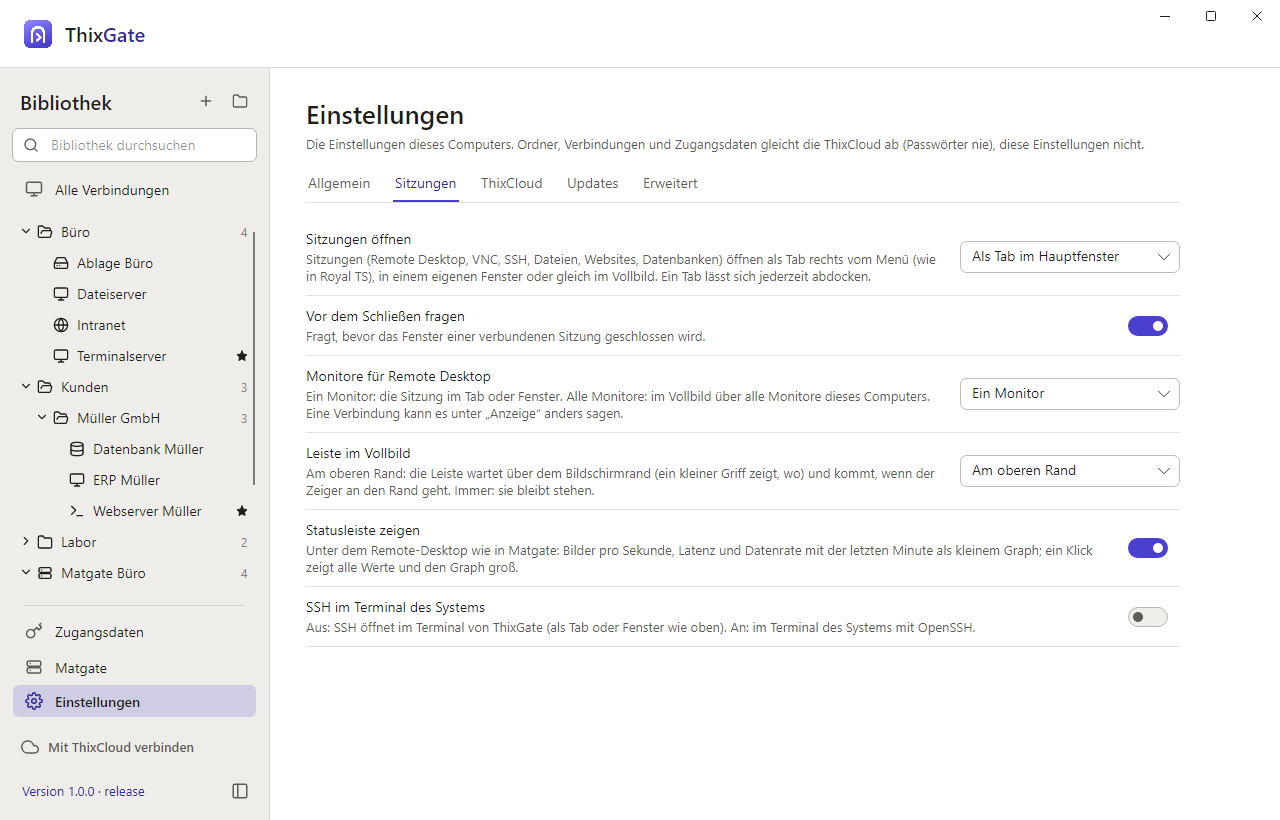 ThixGate
Bibliothek
Bibliothek durchsuchen
Alle Verbindungen
Büro 4
Ablage Büro
Dateiserver
Intranet
Terminalserver
Kunden 3
Müller GmbH 3
Datenbank Müller
ERP Müller
Webserver Müller
Labor 2
Matgate Büro 4
Zugangsdaten
Matgate
Einstellungen
Mit ThixCloud verbinden
Version 1.0.0 · release
Einstellungen
Die Einstellungen dieses Computers. Ordner, Verbindungen und Zugangsdaten gleicht die ThixCloud ab (Passwörter nie), diese Einstellungen nicht.
Allgemein Sitzungen ThixCloud Updates Erweitert
Sitzungen öffnen
Sitzungen (Remote Desktop, VNC, SSH, Dateien, Websites, Datenbanken) öffnen als Tab rechts vom Menü (wie
in Royal TS), in einem eigenen Fenster oder gleich im Vollbild. Ein Tab lässt sich jederzeit abdocken.
Als Tab im Hauptfenster
Vor dem Schließen fragen
Fragt, bevor das Fenster einer verbundenen Sitzung geschlossen wird.
Monitore für Remote Desktop
Ein Monitor: die Sitzung im Tab oder Fenster. Alle Monitore: im Vollbild über alle Monitore dieses Computers.
Eine Verbindung kann es unter „Anzeige“ anders sagen.
Ein Monitor
Leiste im Vollbild
Am oberen Rand: die Leiste wartet über dem Bildschirmrand (ein kleiner Griff zeigt, wo) und kommt, wenn der
Zeiger an den Rand geht. Immer: sie bleibt stehen.
Am oberen Rand
Statusleiste zeigen
Unter dem Remote-Desktop wie in Matgate: Bilder pro Sekunde, Latenz und Datenrate mit der letzten Minute als kleinem Graph; ein Klick
zeigt alle Werte und den Graph groß.
SSH im Terminal des Systems
Aus: SSH öffnet im Terminal von ThixGate (als Tab oder Fenster wie oben). An: im Terminal des Systems mit OpenSSH.